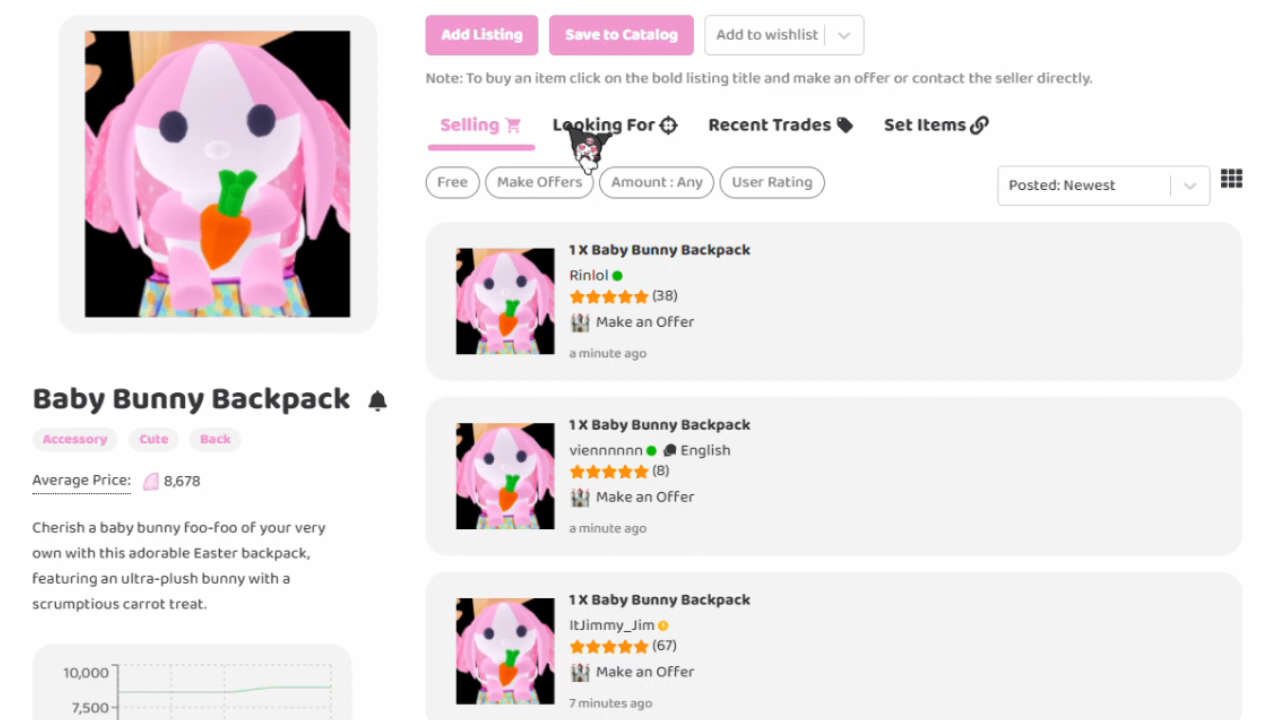 Add Listing
Save to Catalog
Add to wishlist
Note: To buy an item click on the bold listing title and make an offer or contact the seller directly.
Selling
Looking For
Recent Trades
Set Items
Free
Make Offers
Amount : Any
User Rating
Posted: Newest
Baby Bunny Backpack
Accessory
Cute
Back
Average Price: 8,678
Cherish a baby bunny foo-foo of your very
own with this adorable Easter backpack,
featuring an ultra-plush bunny with a
scrumptious carrot treat.
10,000
7,500
1 X Baby Bunny Backpack
Rinlol
(38)
Make an Offer
a minute ago
1 X Baby Bunny Backpack
viennnnnn English
(8)
Make an Offer
a minute ago
1 X Baby Bunny Backpack
ItJimmy_Jim
(67)
Make an Offer
7 minutes ago